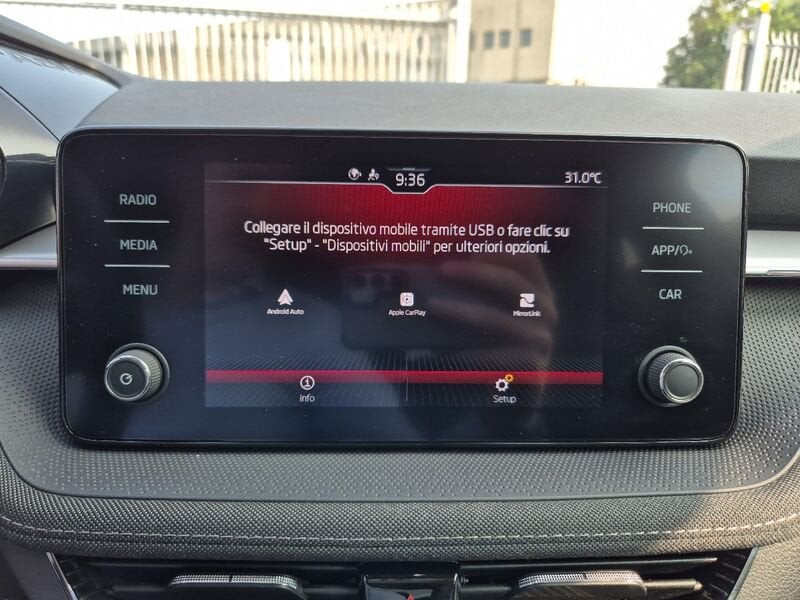 RADIO
MEDIA
MENU
9:36
31.0°C
Collegare il dispositivo mobile tramite USB o fare clic su
"Setup" - "Dispositivi mobili" per ulteriori opzioni.
Android Auto
Apple CarPlay
MirrorLink
Info
Setup
PHONE
APP/
CAR